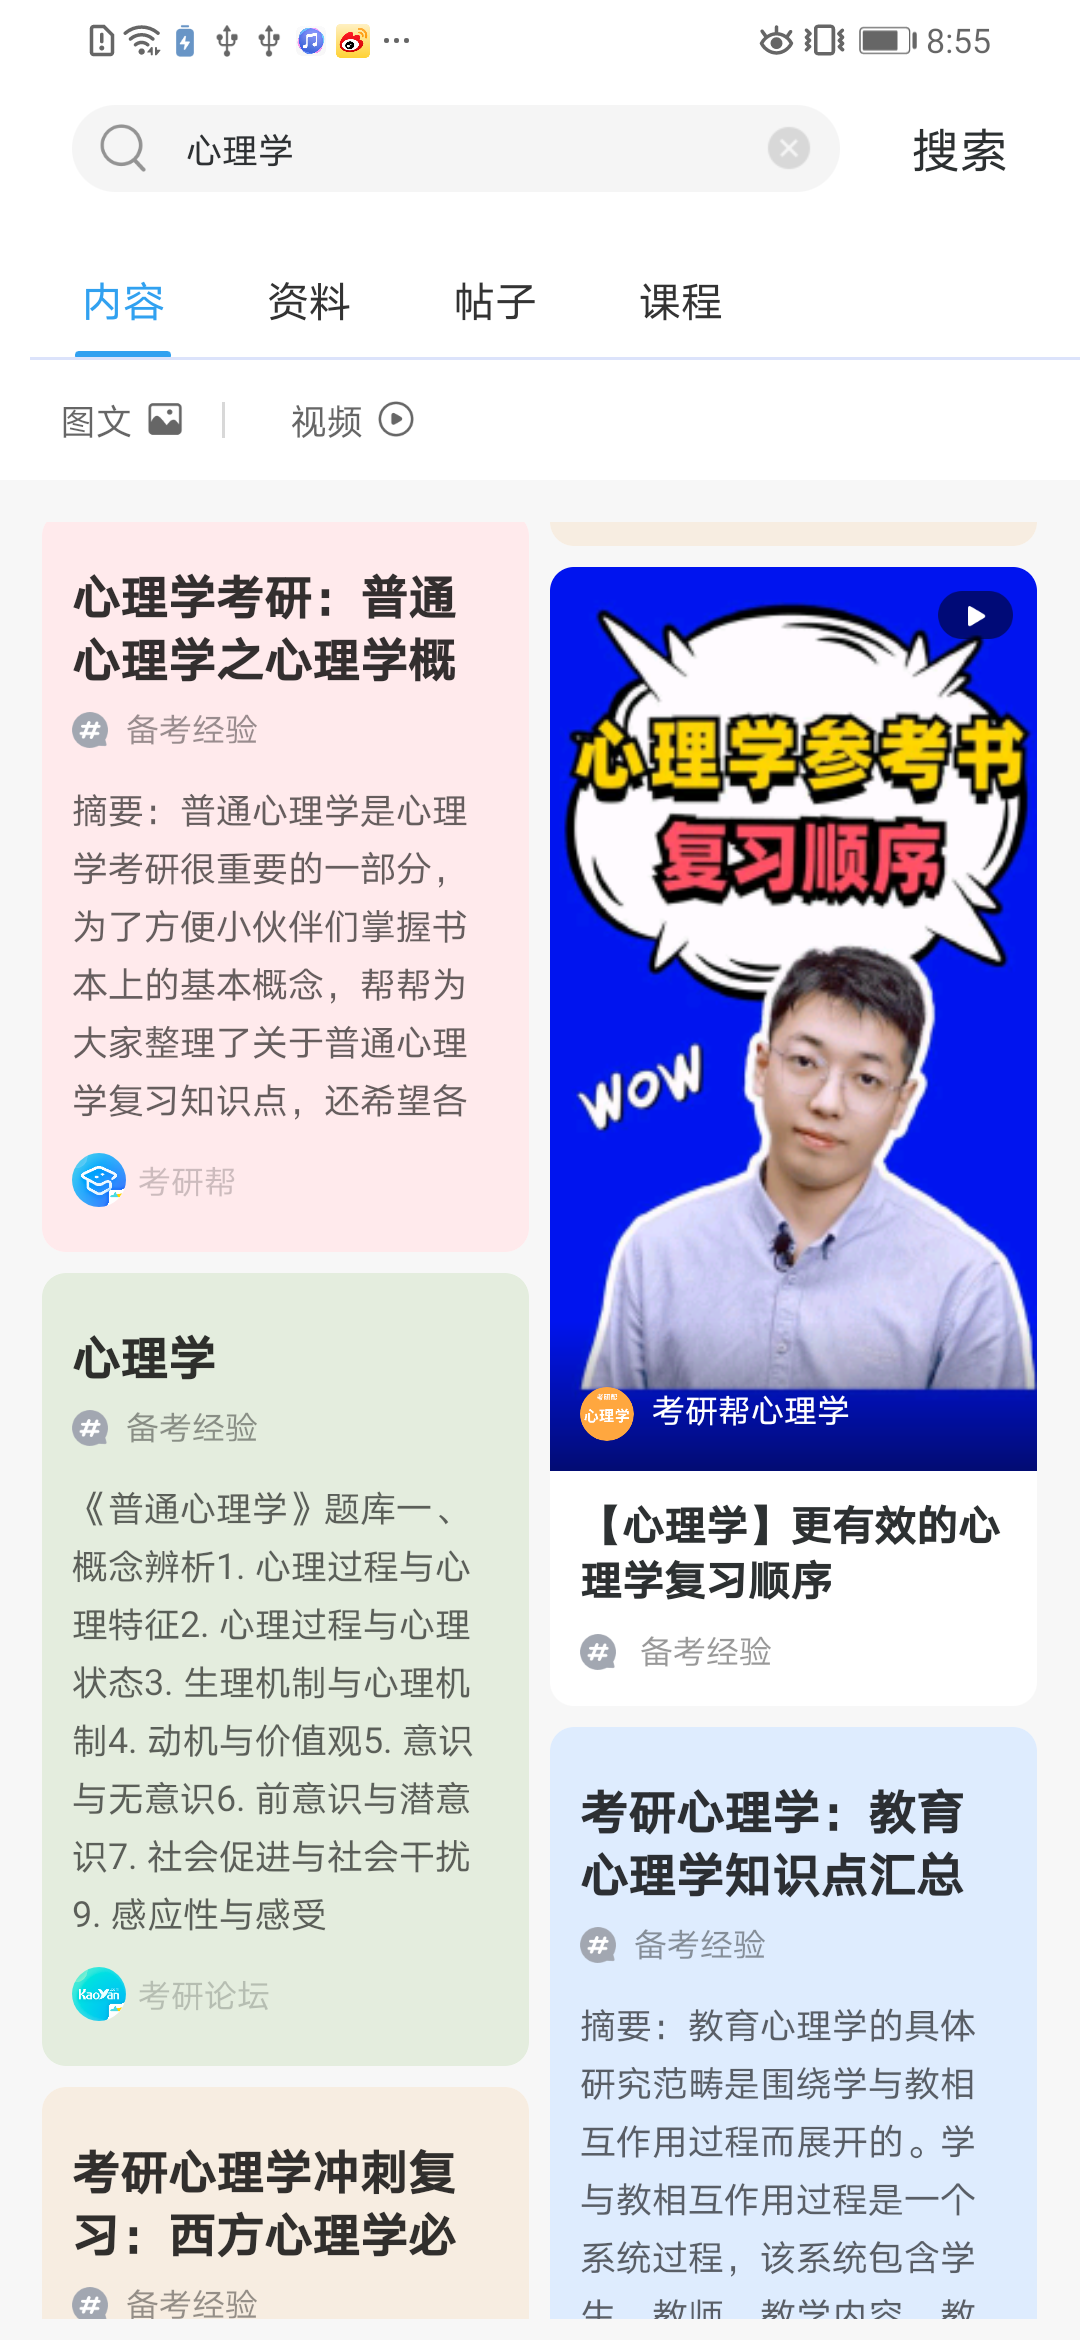 8:55
心理学
搜索
内容 资料 帖子 课程
图文 视频
心理学考研：普通
心理学之心理学概
备考经验
摘要：普通心理学是心理
学考研很重要的一部分，
为了方便小伙伴们掌握书
本上的基本概念，帮帮为
大家整理了关于普通心理
学复习知识点，还希望各
考研帮
心理学
备考经验
《普通心理学》题库一、
概念辨析1. 心理过程与心
理特征2. 心理过程与心理
状态3. 生理机制与心理机
制4. 动机与价值观5. 意识
与无意识6. 前意识与潜意
识7. 社会促进与社会干扰
9. 感应性与感受
KaoYan
考研论坛
考研心理学冲刺复
习：西方心理学必
备考经验
心理学参考书
复习顺序
WOW
考研帮
心理学
考研帮心理学
【心理学】更有效的心
理学复习顺序
备考经验
考研心理学：教育
心理学知识点汇总
备考经验
摘要：教育心理学的具体
研究范畴是围绕学与教相
互作用过程而展开的。学
与教相互作用过程是一个
系统过程，该系统包含学
生、教师、教学内容、教